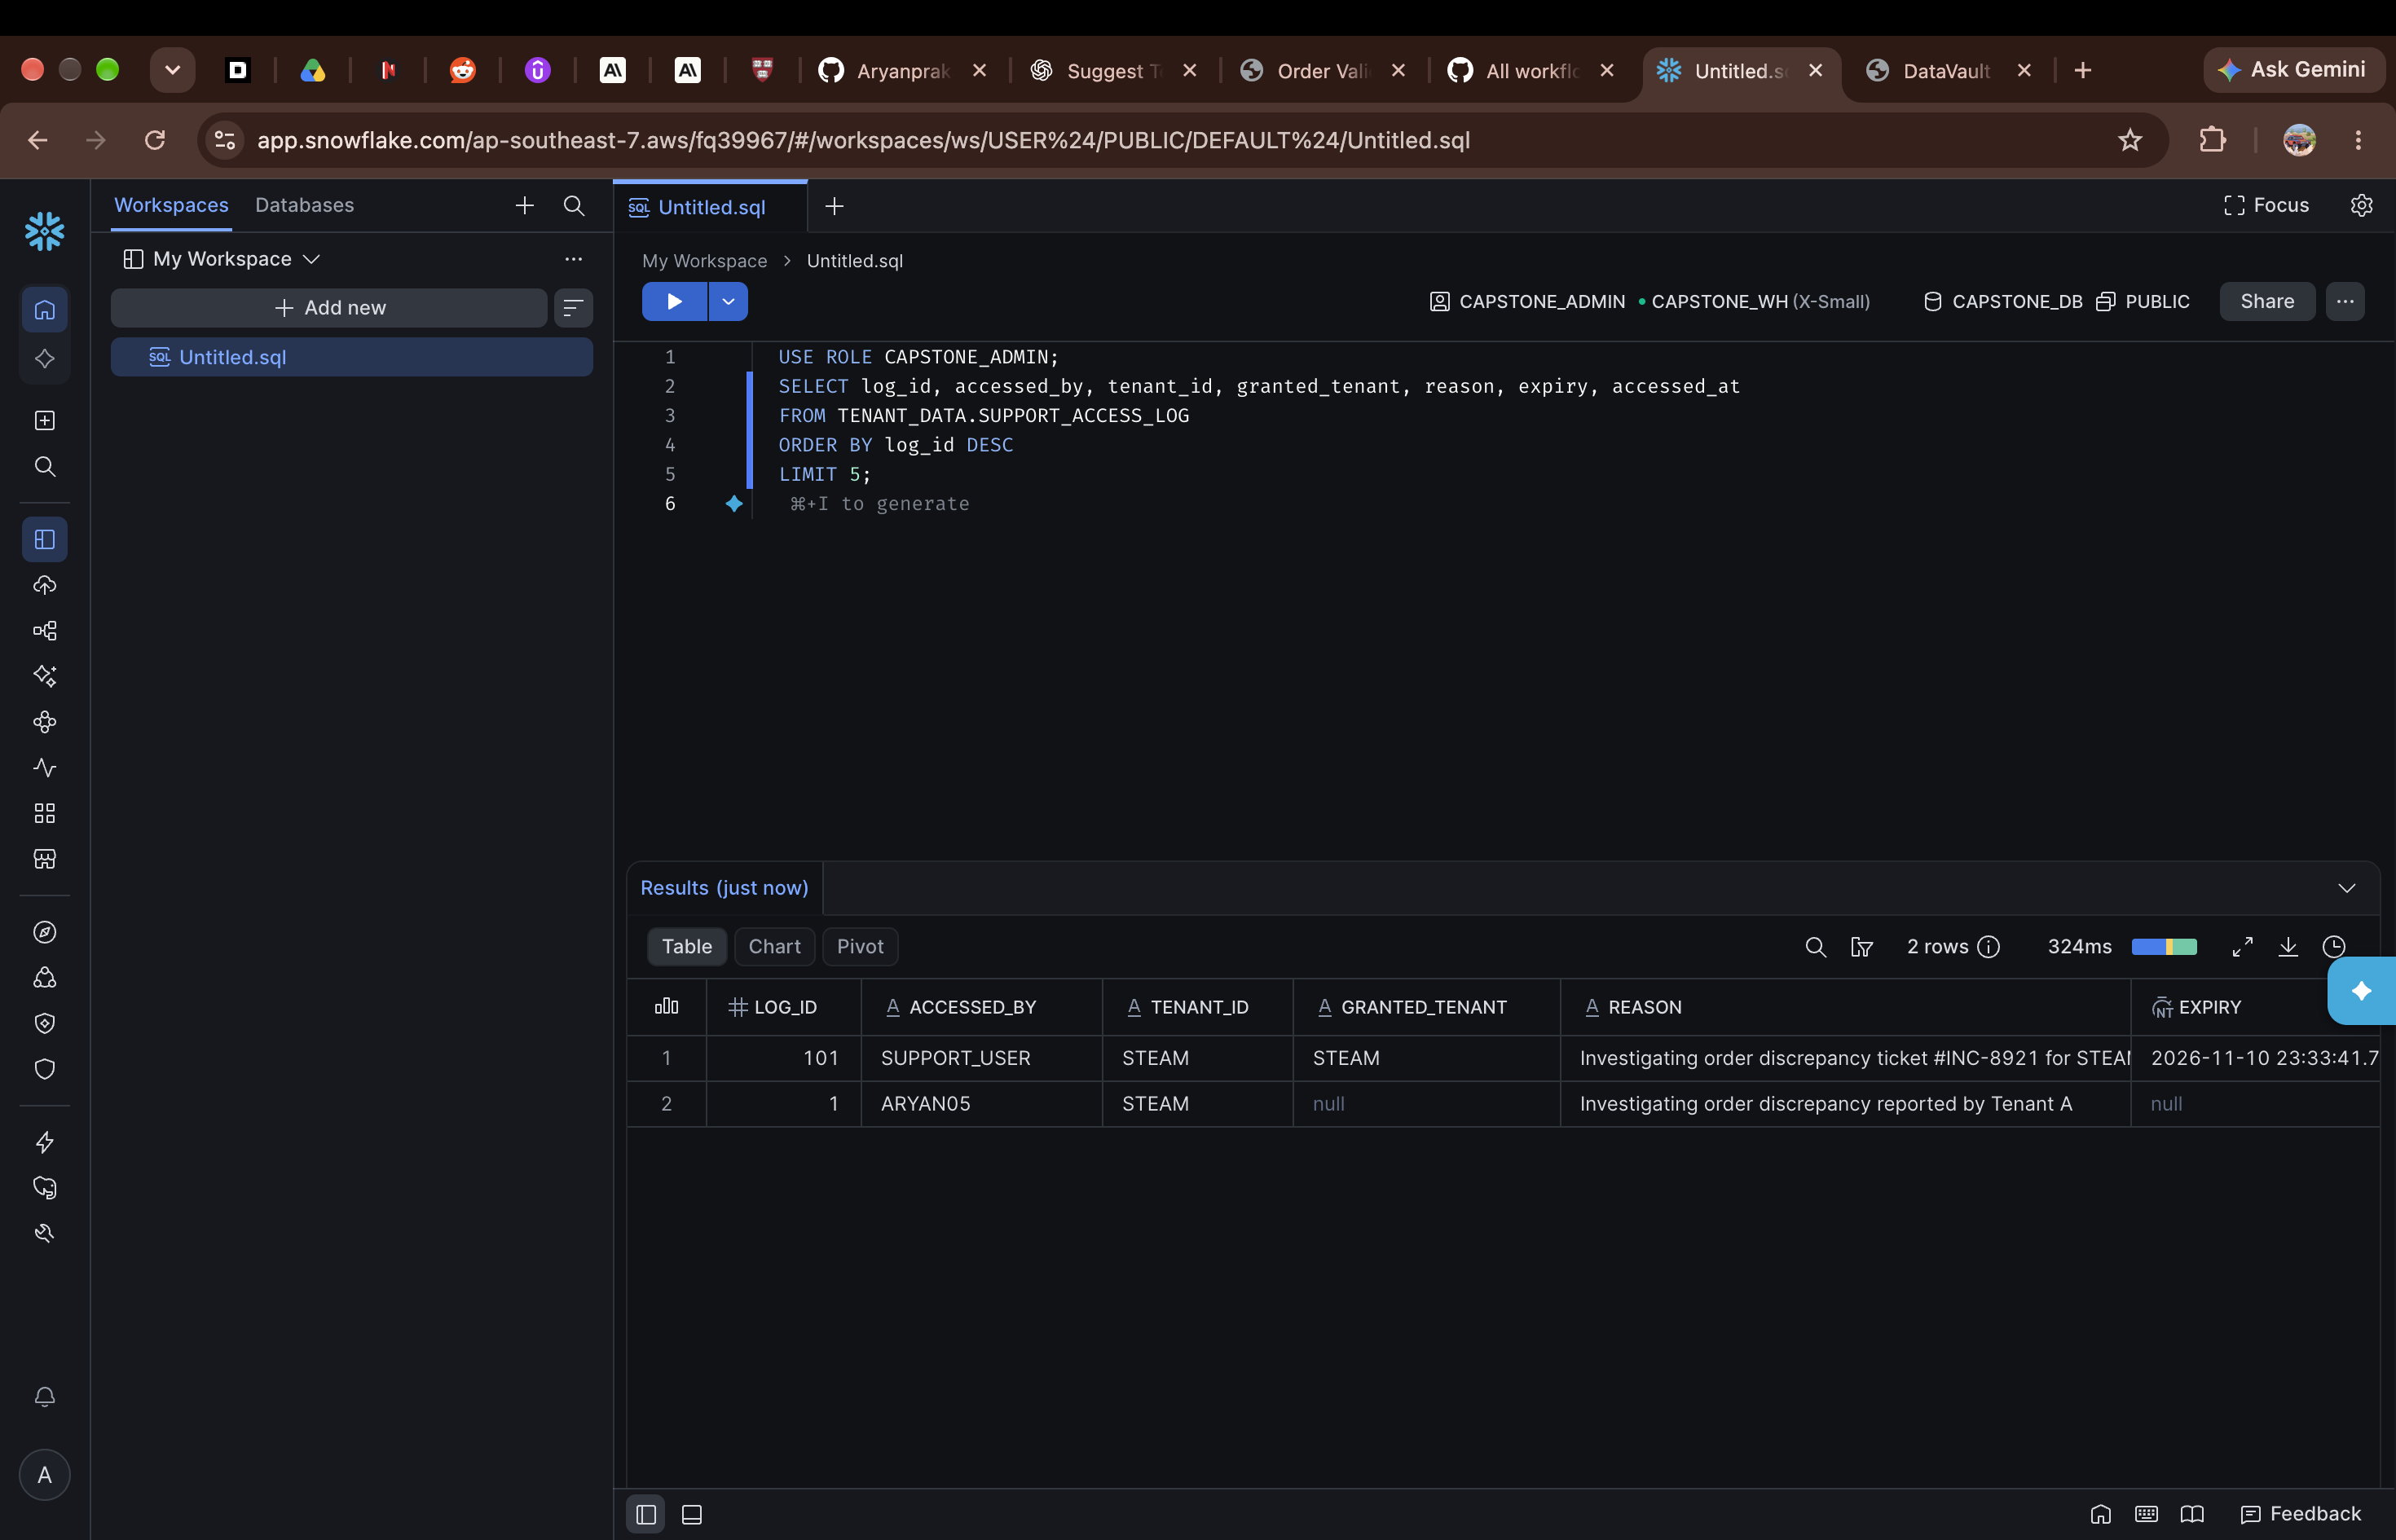 Aryanprak
Suggest T
Order Vali
All workflo
Untitled.s
DataVault
Ask Gemini
app.snowflake.com/ap-southeast-7.aws/fq39967/#/workspaces/ws/USER%24/PUBLIC/DEFAULT%24/Untitled.sql
Workspaces
Databases
SQL Untitled.sql
Focus
My Workspace
My Workspace > Untitled.sql
Add new
CAPSTONE_ADMIN • CAPSTONE_WH (X-Small)
CAPSTONE_DB
PUBLIC
Share
SQL Untitled.sql
1 USE ROLE CAPSTONE_ADMIN;
2 SELECT log_id, accessed_by, tenant_id, granted_tenant, reason, expiry, accessed_at
3 FROM TENANT_DATA.SUPPORT_ACCESS_LOG
4 ORDER BY log_id DESC
5 LIMIT 5;
6 ⌘+I to generate
Results (just now)
Table
Chart
Pivot
2 rows
324ms
LOG_ID A ACCESSED_BY A TENANT_ID A GRANTED_TENANT A REASON NT EXPIRY
1 101 SUPPORT_USER STEAM STEAM Investigating order discrepancy ticket #INC-8921 for STEAM 2026-11-10 23:33:41.7
2 1 ARYAN05 STEAM null Investigating order discrepancy reported by Tenant A null
A
Feedback